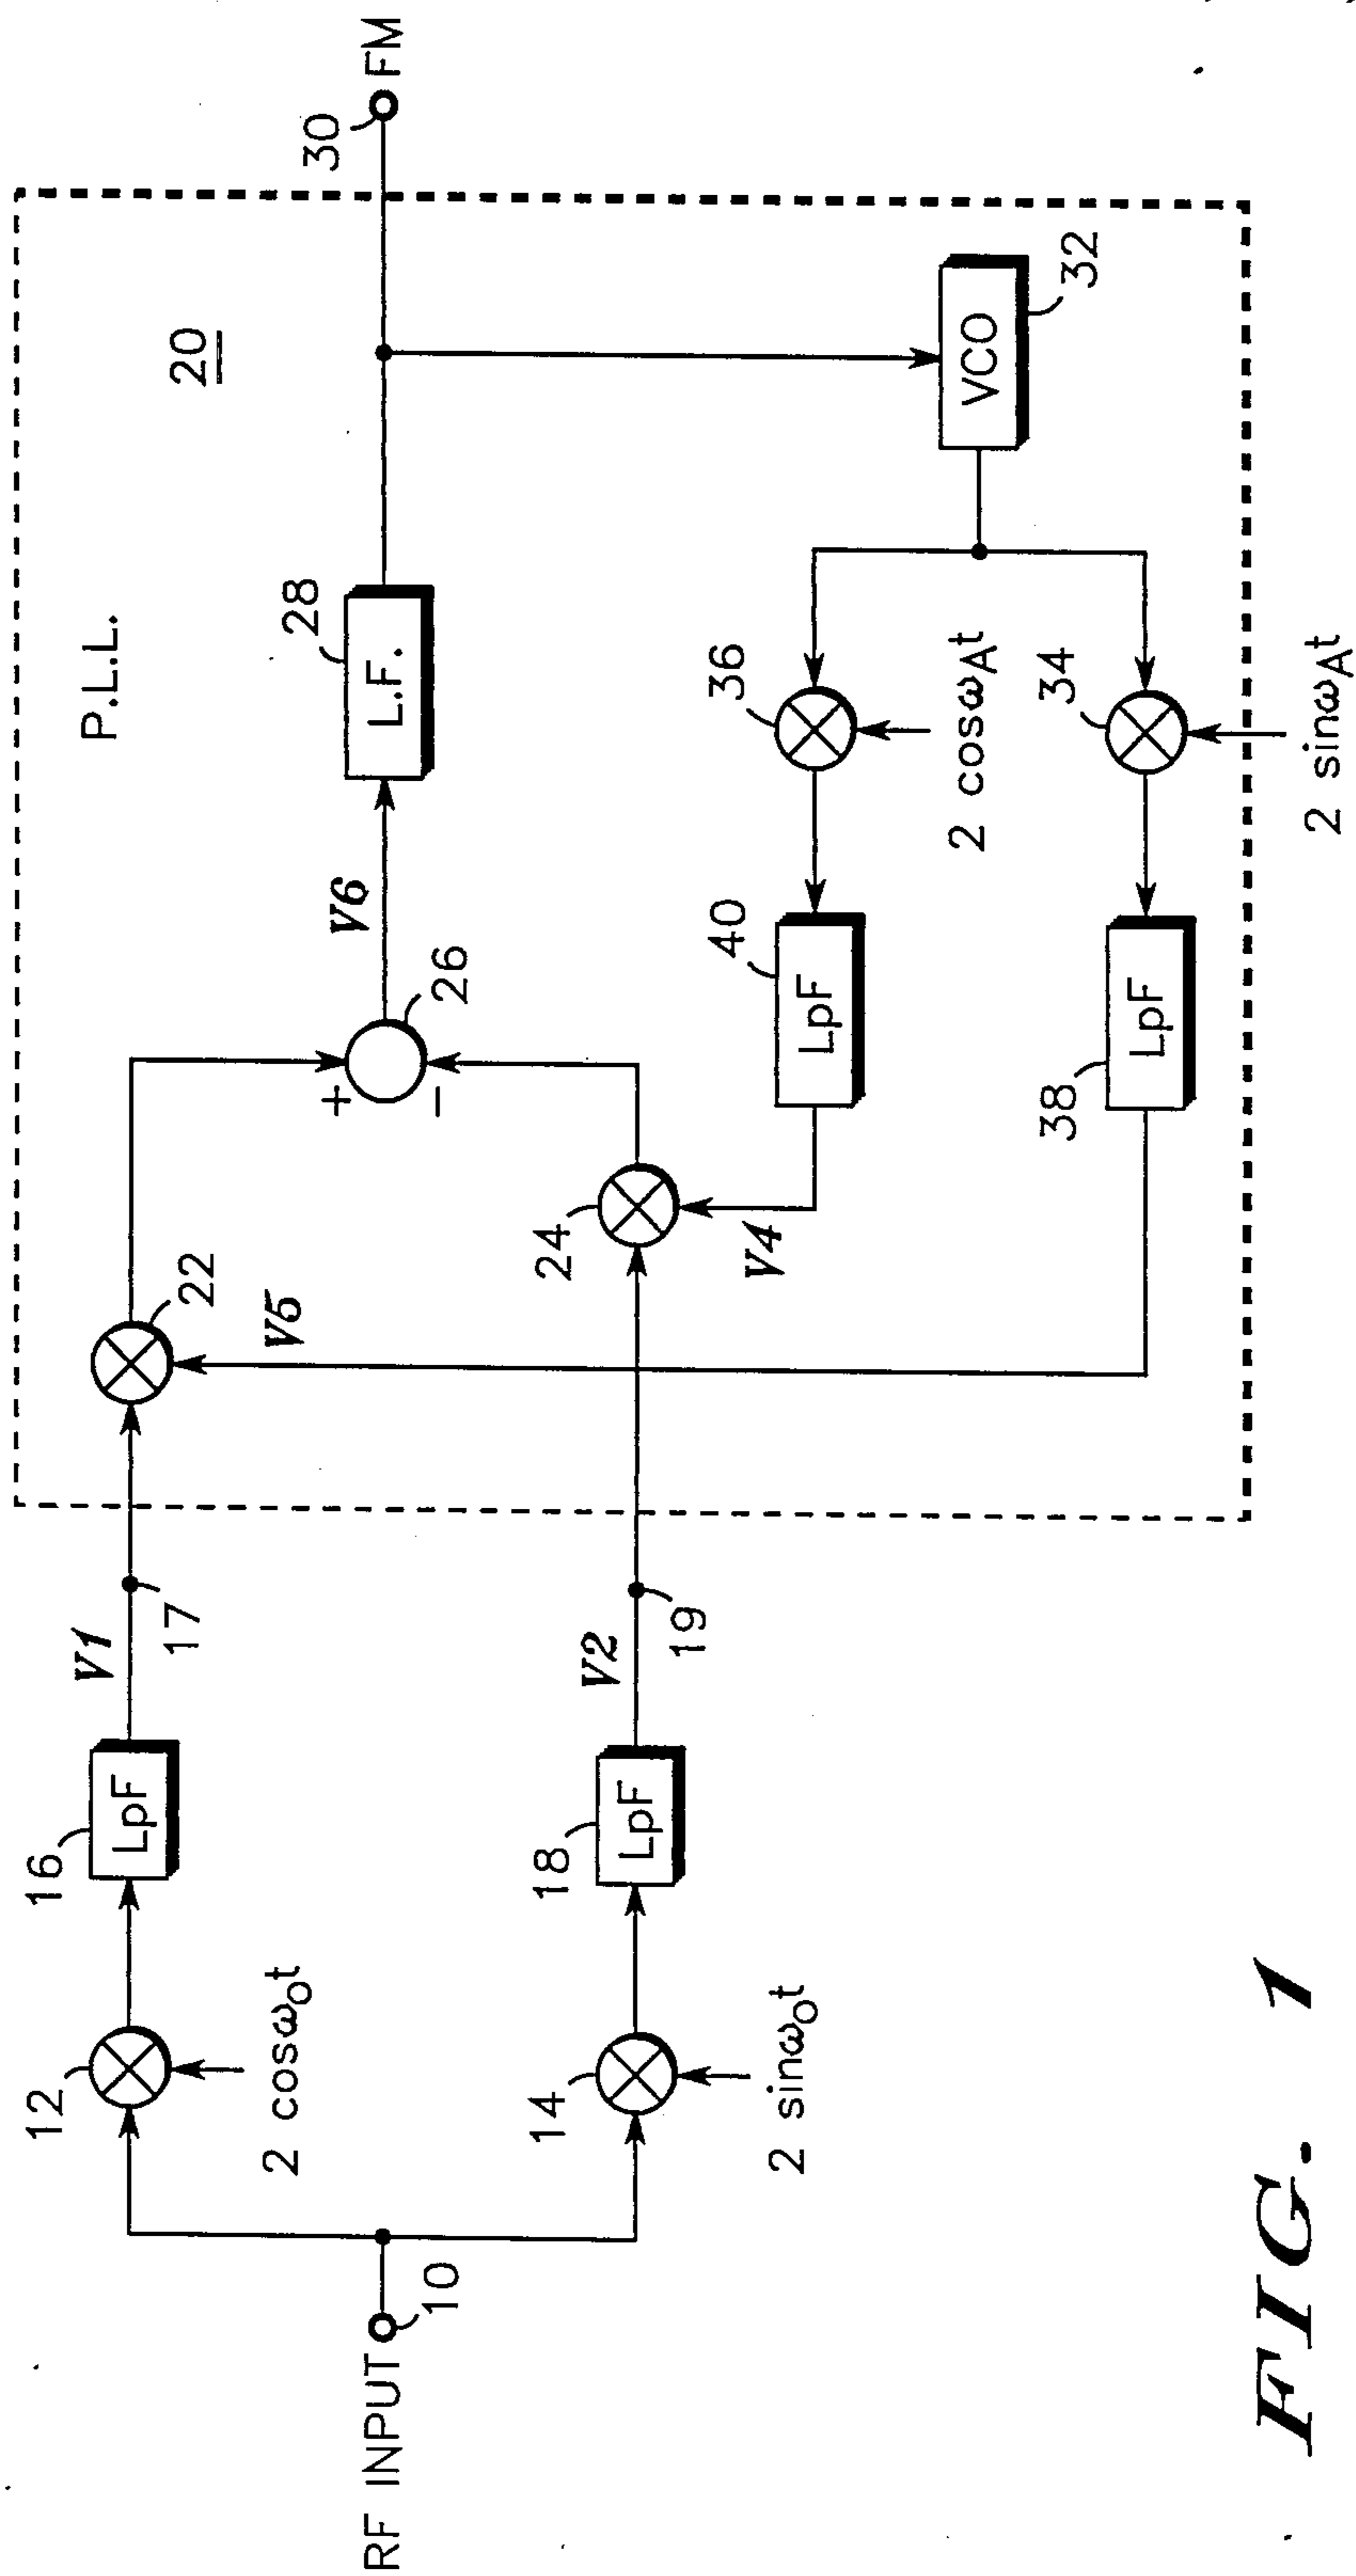 P.L.L.
20
RF INPUT
10
12
2 cosω₀t
16
LpF
V1
17
14
2 sinω₀t
18
LpF
V2
19
22
V5
24
V4
+
−
26
V6
28
L.F.
30
FM
VCO
32
36
2 cosω_At
40
LpF
34
2 sinω_At
38
LpF
FIG. 1